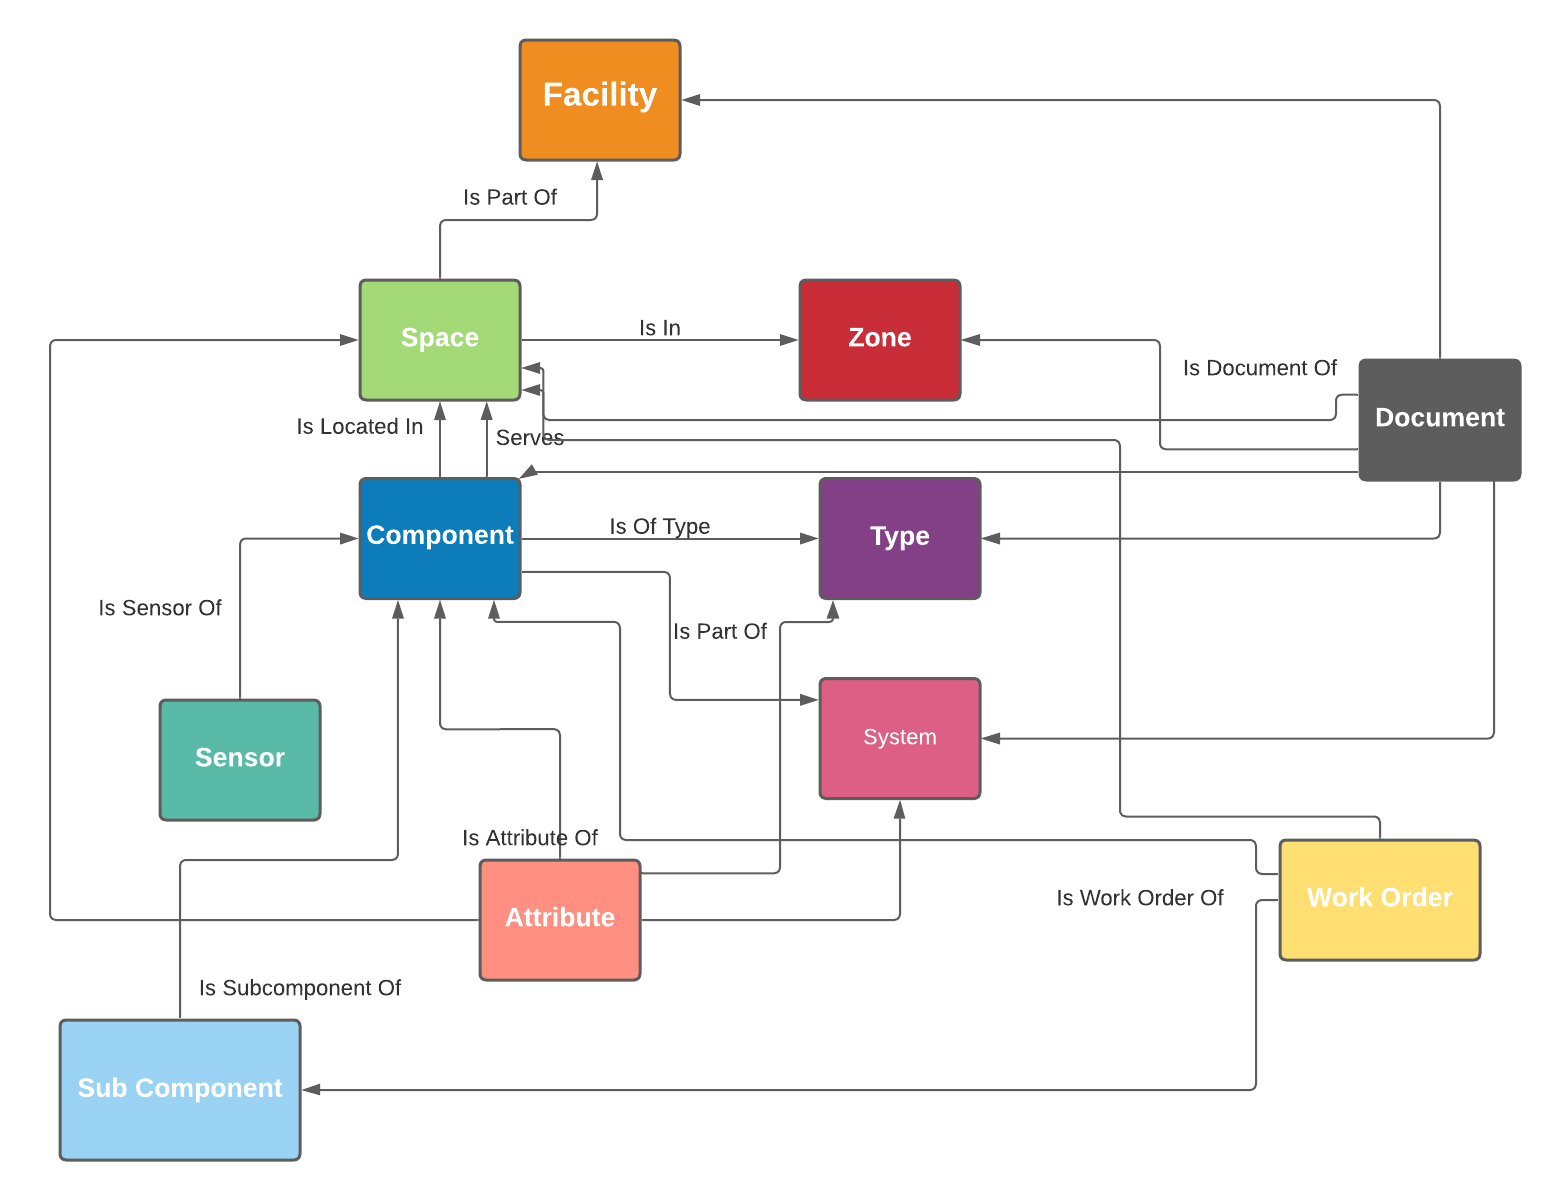 Facility
Is Part Of
Space
Is In
Zone
Is Document Of
Document
Is Located In
Serves
Component
Is Of Type
Type
Is Sensor Of
Is Part Of
System
Sensor
Is Attribute Of
Attribute
Is Work Order Of
Work Order
Is Subcomponent Of
Sub Component